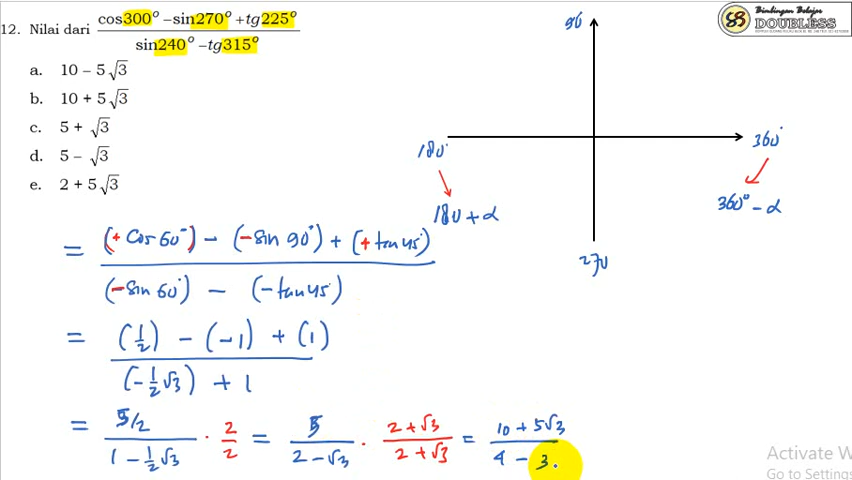 Bimbingan Belajar
DOUBLESS
12. Nilai dari (cos300° – sin270° + tg225°) / (sin240° – tg315°)
a. 10 – 5√3
b. 10 + 5√3
c. 5 + √3
d. 5 – √3
e. 2 + 5√3
90
180°
360°
180 + α
360° – α
270
= ((+ cos 60°) – (–sin 90°) + (+ tan 45°)) / ((–sin 60°) – (–tan 45))
= ((1/2) – (–1) + (1)) / ((–1/2√3) + 1)
= (5/2) / (1 – 1/2√3) · 2/2 = 5 / (2 – √3) · (2 + √3) / (2 + √3) = (10 + 5√3) / (4 – 3.
Activate W
Go to Settings